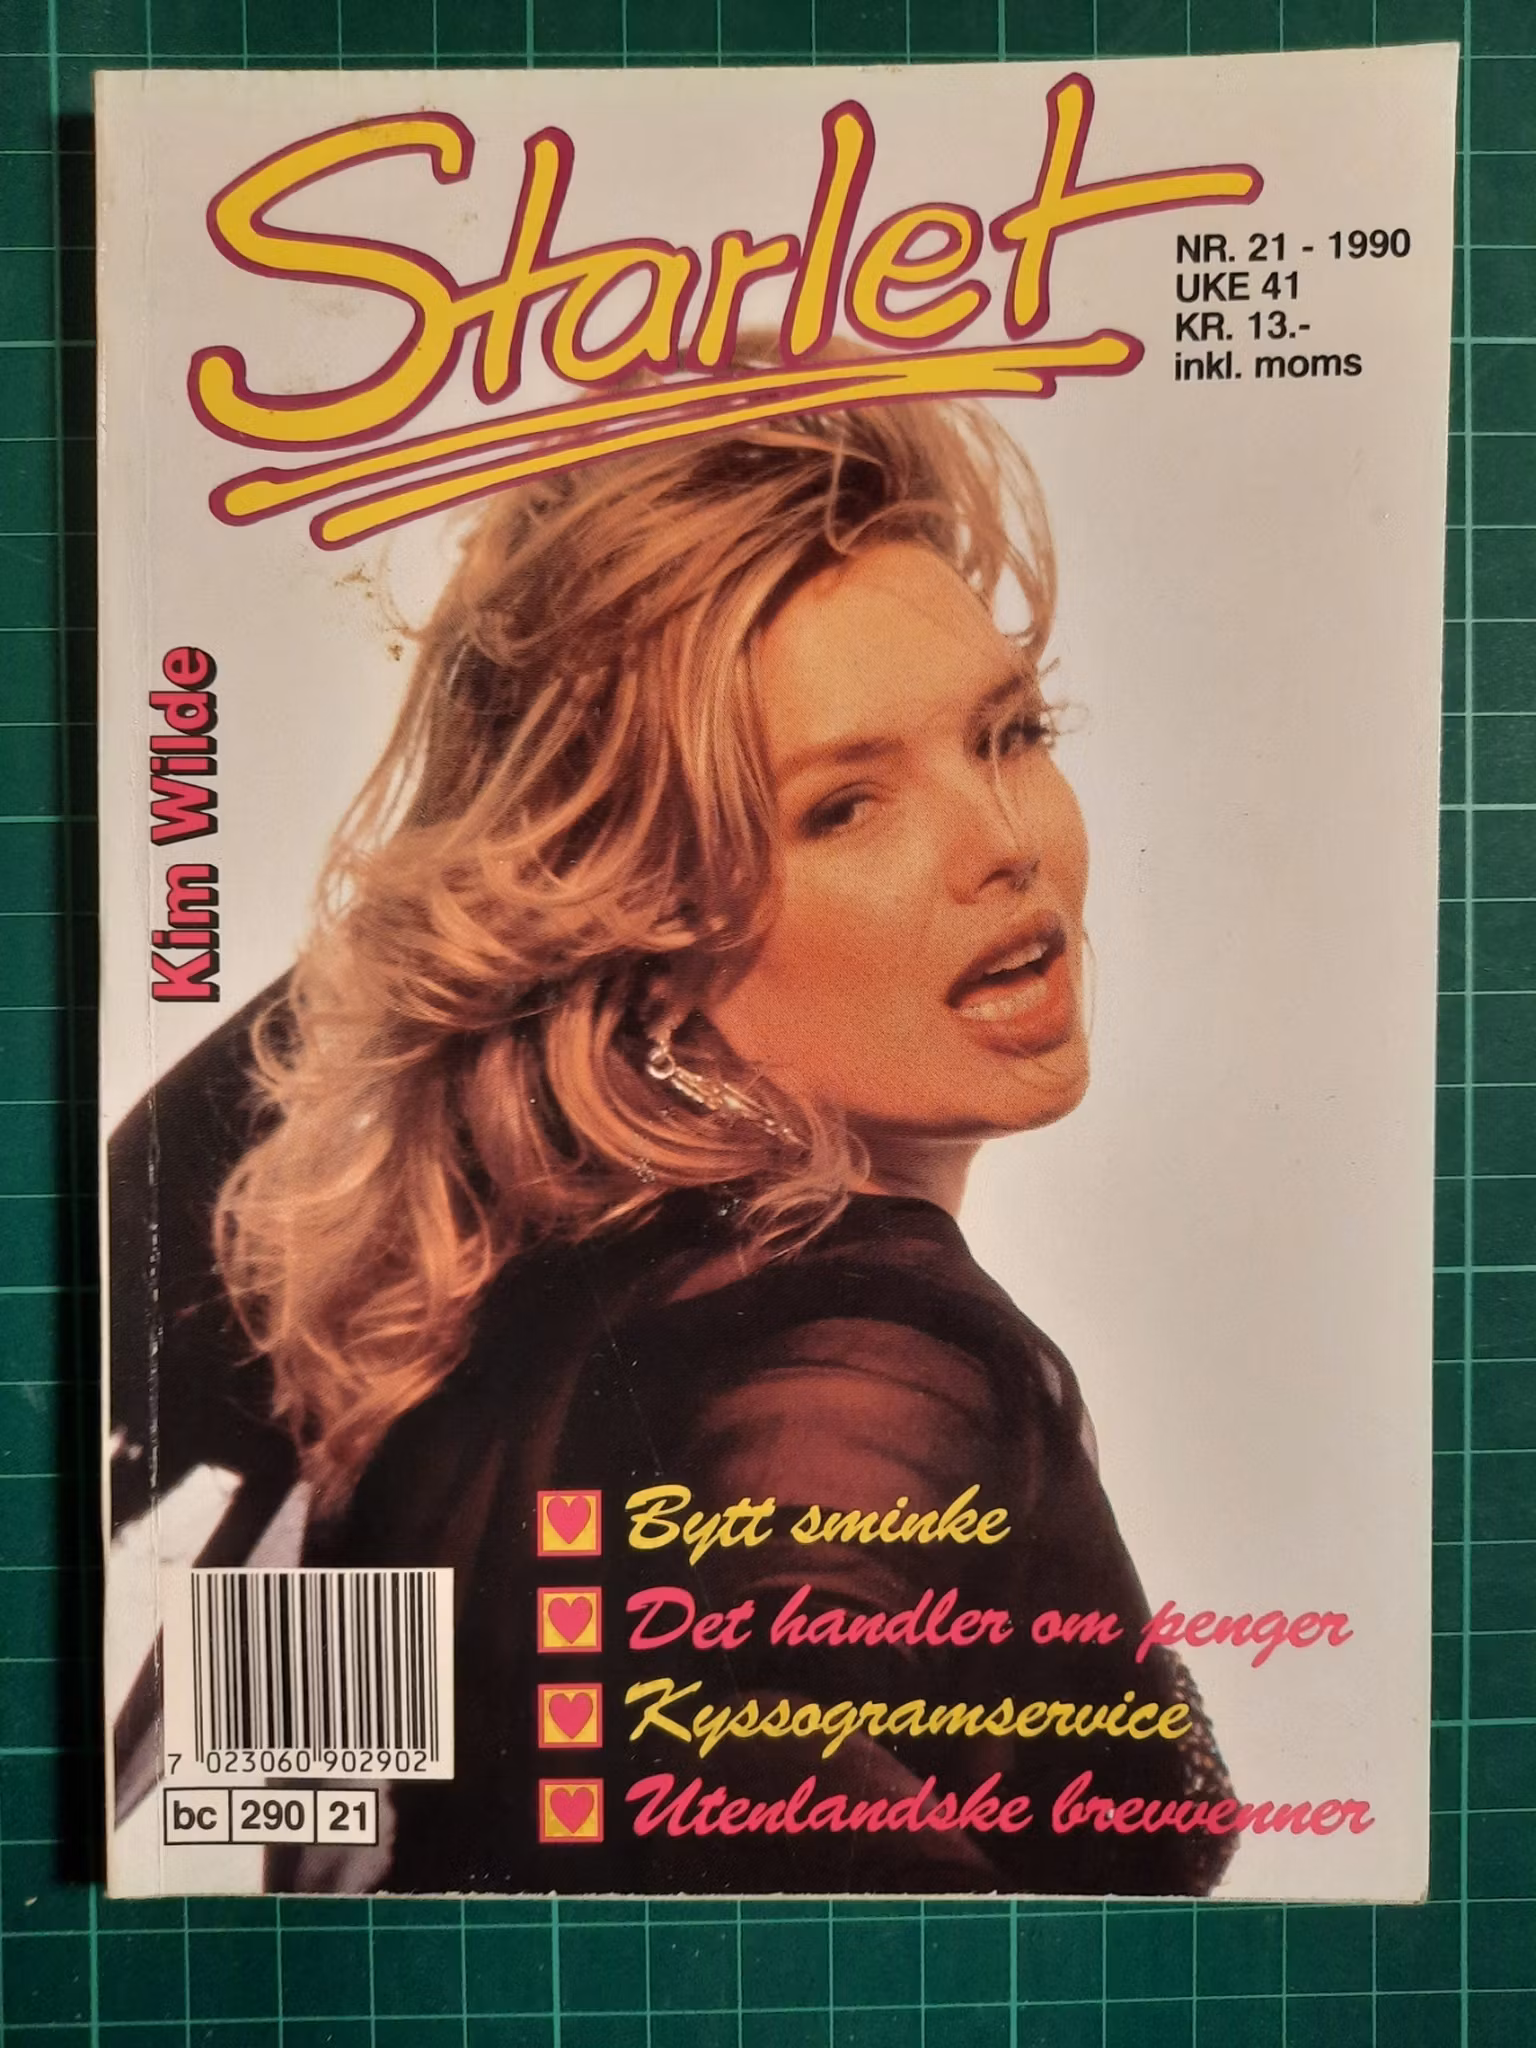 Starlet
NR. 21 - 1990
UKE 41
KR. 13.-
inkl. moms
Kim Wilde
Bytt sminke
Det handler om penger
Kyssogramservice
Utenlandske brevvenner
7 023060 902902
bc 290 21